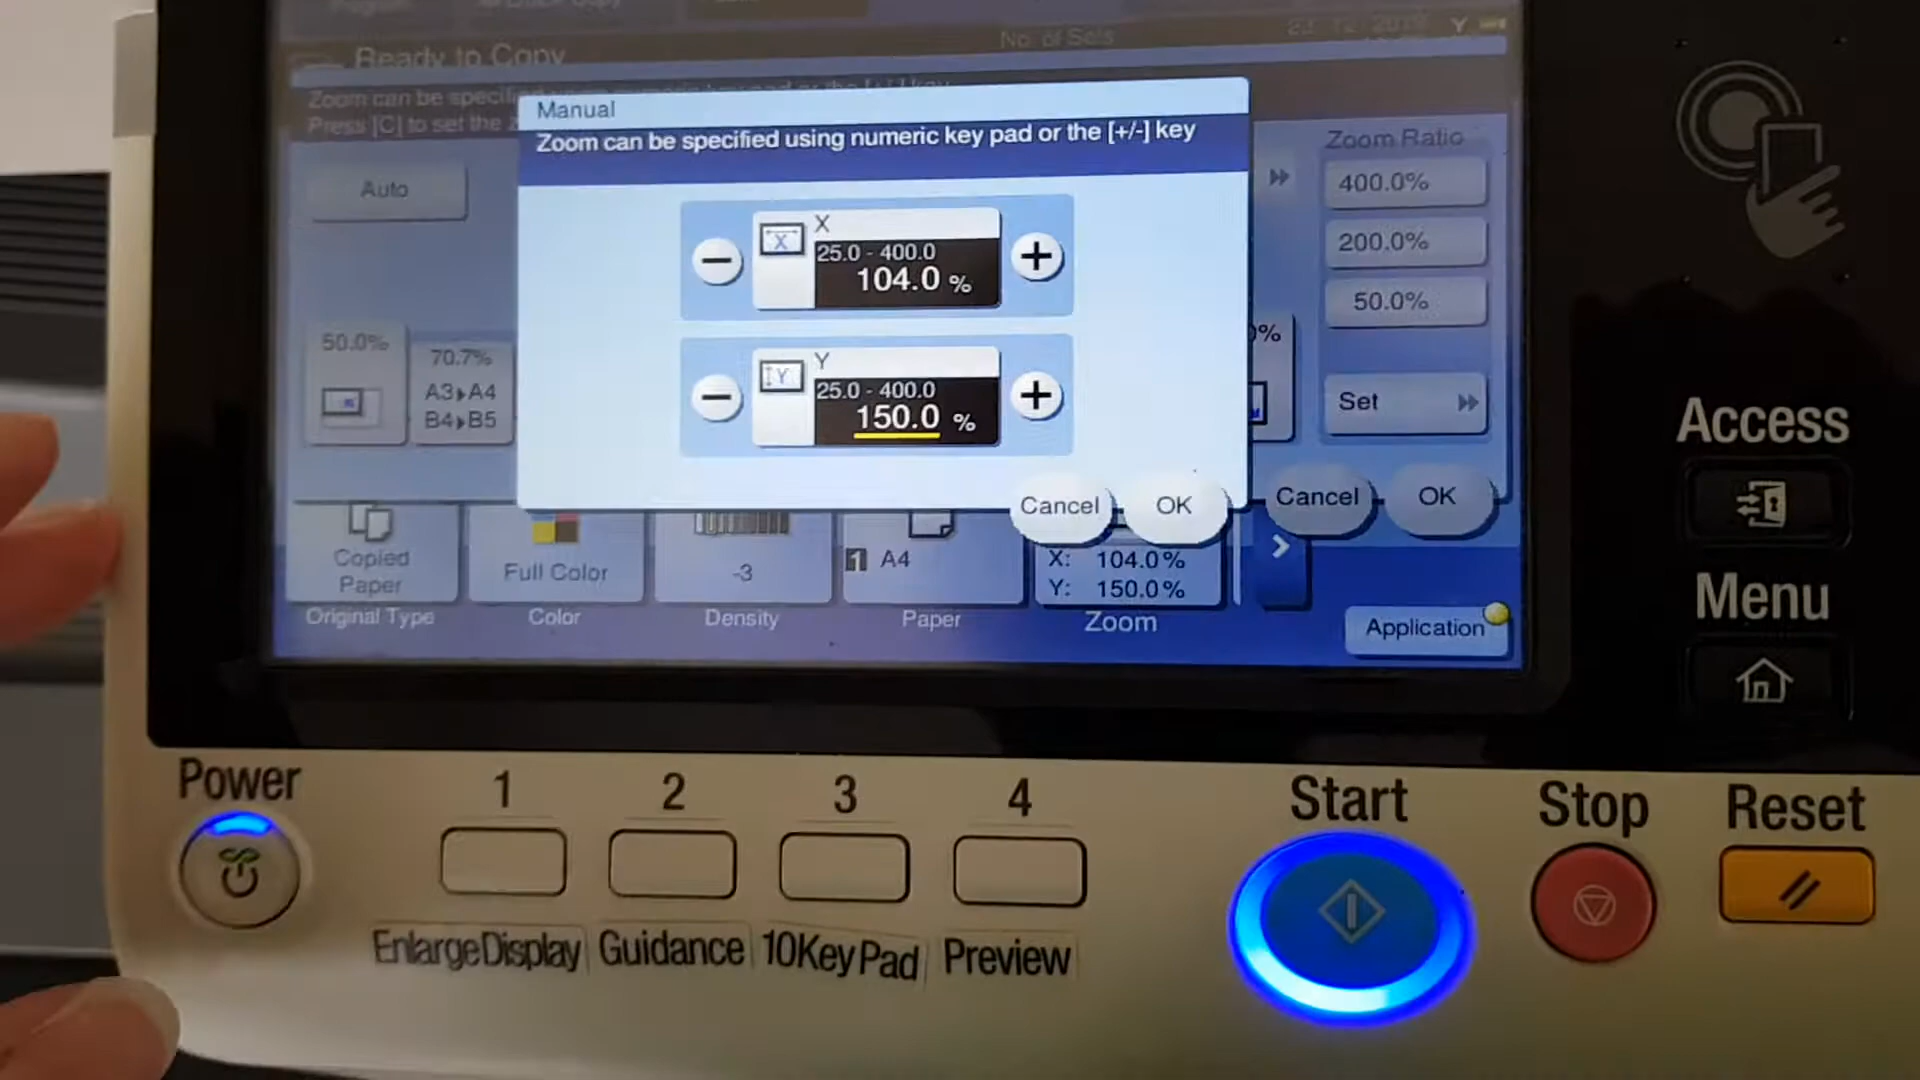 Ready to Copy
No. of Sets
Zoom can be specifi
Press [C] to set the z
Manual
Zoom can be specified using numeric key pad or the [+/-] key
Auto
X
25.0 - 400.0
104.0 %
Y
25.0 - 400.0
150.0 %
Cancel
OK
50.0%
70.7%
A3▸A4
B4▸B5
0%
Zoom Ratio
400.0%
200.0%
50.0%
Set
Cancel
OK
Copied
Paper
Original Type
Full Color
Color
-3
Density
1 A4
Paper
X: 104.0%
Y: 150.0%
Zoom
Application
Access
Menu
Power
1
2
3
4
Enlarge Display
Guidance
10Key Pad
Preview
Start
Stop
Reset